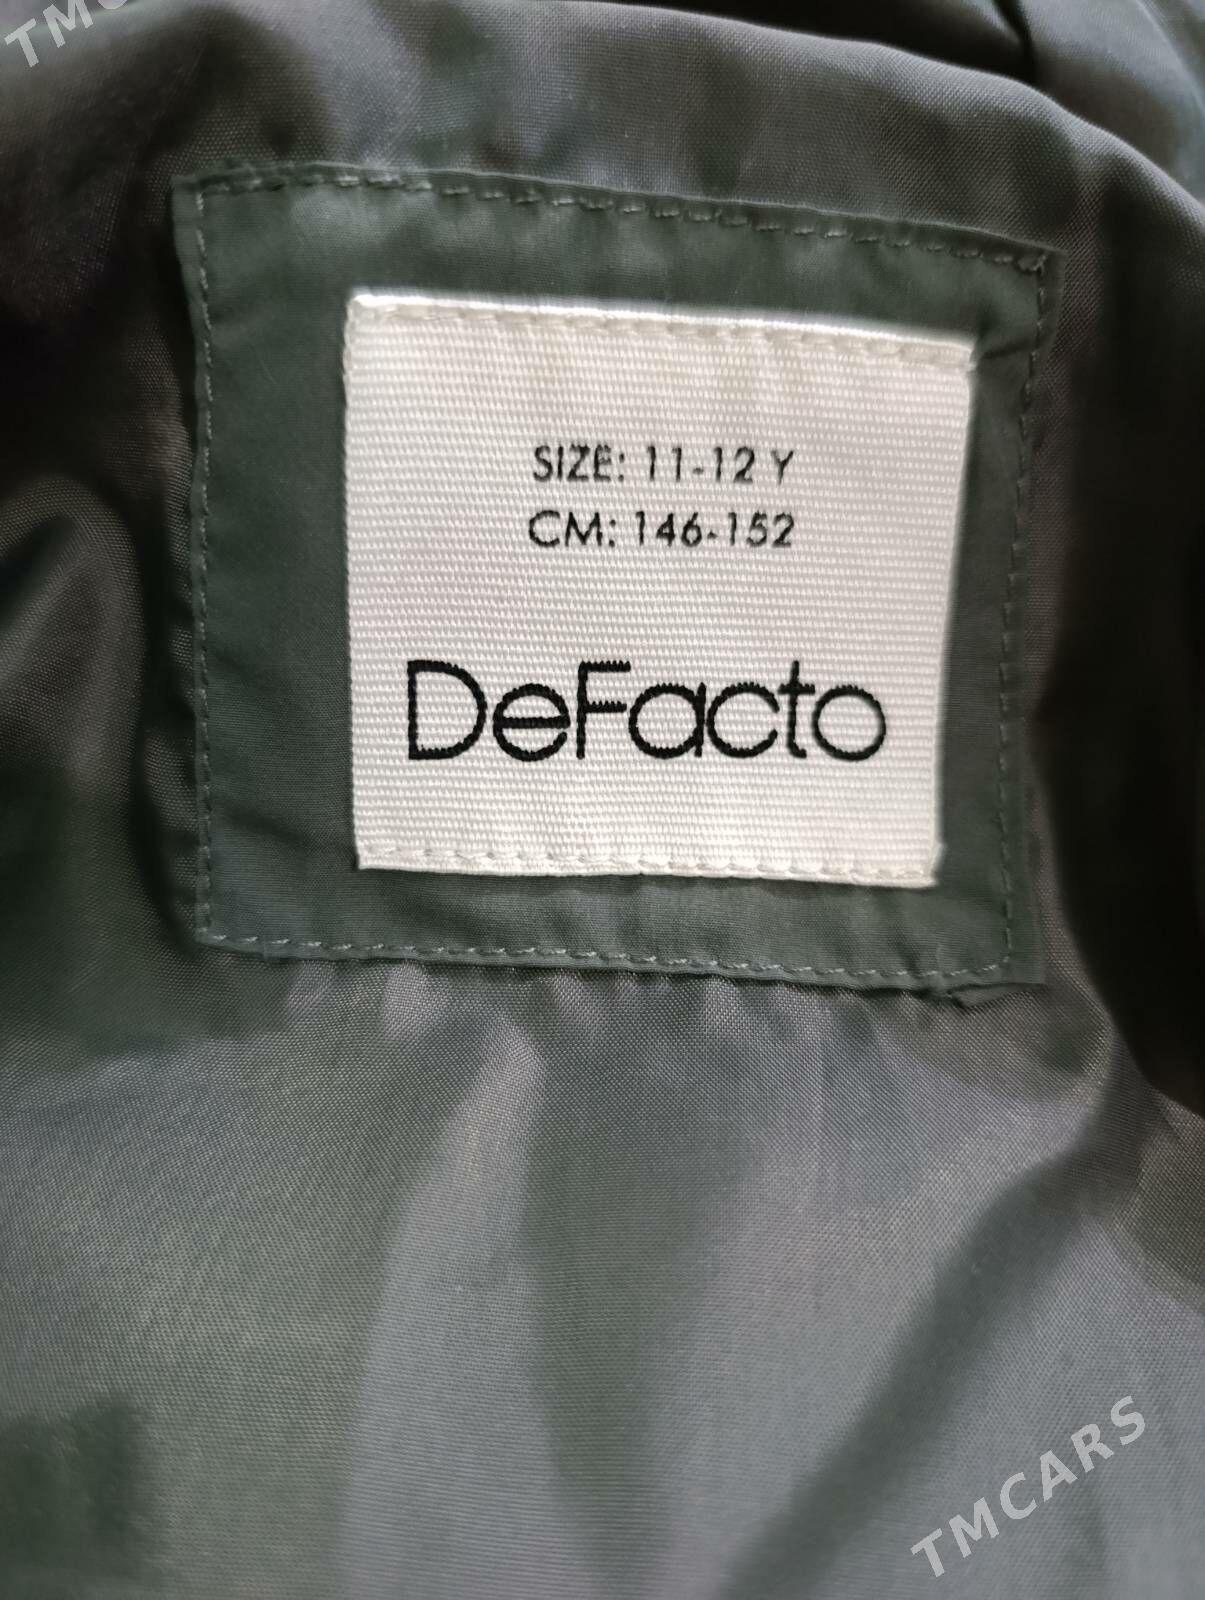 SIZE: 11-12 Y
CM: 146-152
DeFacto
TMCARS